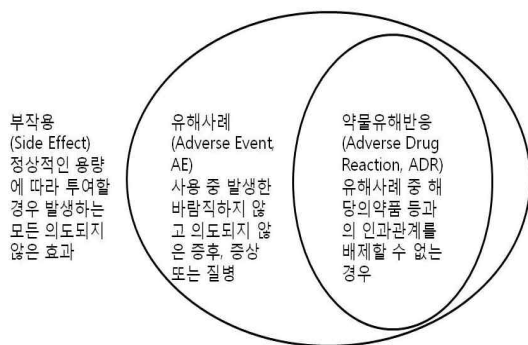 부작용
(Side Effect)
정상적인 용량
에 따라 투여할
경우 발생하는
모든 의도되지
않은 효과
유해사례
(Adverse Event,
AE)
사용 중 발생한
바람직하지 않
고 의도되지 않
은 증후, 증상
또는 질병
약물유해반응
(Adverse Drug
Reaction, ADR)
유해사례 중 해
당의약품 등과
의 인과관계를
배제할 수 없는
경우